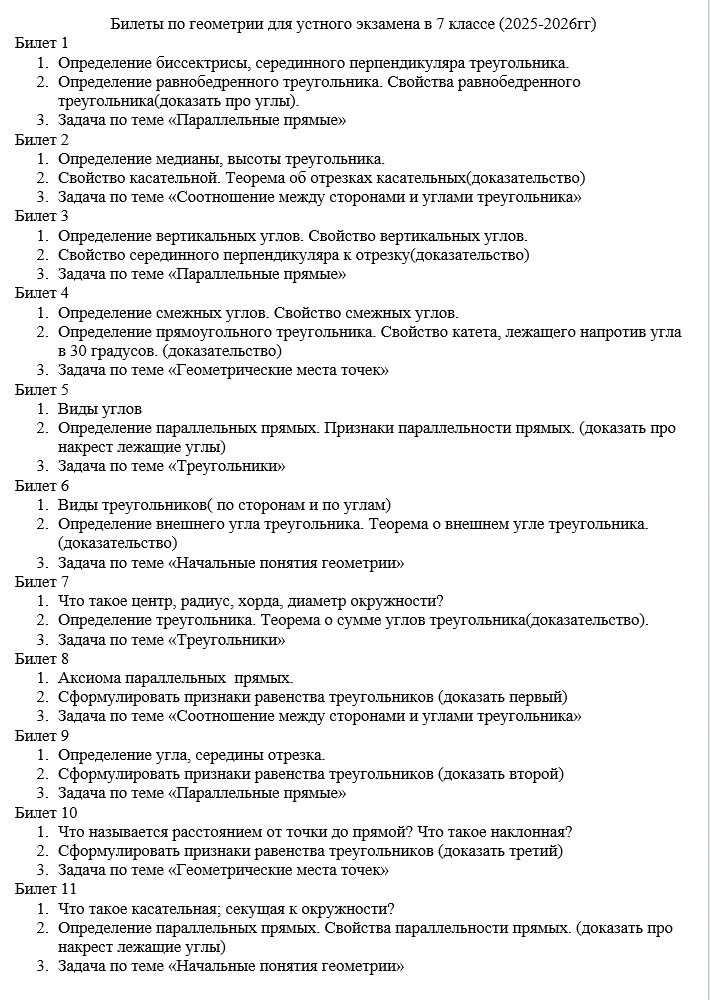 Билеты по геометрии для устного экзамена в 7 классе (2025-2026гг)
Билет 1
1. Определение биссектрисы, серединного перпендикуляра треугольника.
2. Определение равнобедренного треугольника. Свойства равнобедренного
треугольника(доказать про углы).
3. Задача по теме «Параллельные прямые»
Билет 2
1. Определение медианы, высоты треугольника.
2. Свойство касательной. Теорема об отрезках касательных(доказательство)
3. Задача по теме «Соотношение между сторонами и углами треугольника»
Билет 3
1. Определение вертикальных углов. Свойство вертикальных углов.
2. Свойство серединного перпендикуляра к отрезку(доказательство)
3. Задача по теме «Параллельные прямые»
Билет 4
1. Определение смежных углов. Свойство смежных углов.
2. Определение прямоугольного треугольника. Свойство катета, лежащего напротив угла
в 30 градусов. (доказательство)
3. Задача по теме «Геометрические места точек»
Билет 5
1. Виды углов
2. Определение параллельных прямых. Признаки параллельности прямых. (доказать про
накрест лежащие углы)
3. Задача по теме «Треугольники»
Билет 6
1. Виды треугольников( по сторонам и по углам)
2. Определение внешнего угла треугольника. Теорема о внешнем угле треугольника.
(доказательство)
3. Задача по теме «Начальные понятия геометрии»
Билет 7
1. Что такое центр, радиус, хорда, диаметр окружности?
2. Определение треугольника. Теорема о сумме углов треугольника(доказательство).
3. Задача по теме «Треугольники»
Билет 8
1. Аксиома параллельных  прямых.
2. Сформулировать признаки равенства треугольников (доказать первый)
3. Задача по теме «Соотношение между сторонами и углами треугольника»
Билет 9
1. Определение угла, середины отрезка.
2. Сформулировать признаки равенства треугольников (доказать второй)
3. Задача по теме «Параллельные прямые»
Билет 10
1. Что называется расстоянием от точки до прямой? Что такое наклонная?
2. Сформулировать признаки равенства треугольников (доказать третий)
3. Задача по теме «Геометрические места точек»
Билет 11
1. Что такое касательная; секущая к окружности?
2. Определение параллельных прямых. Свойства параллельности прямых. (доказать про
накрест лежащие углы)
3. Задача по теме «Начальные понятия геометрии»